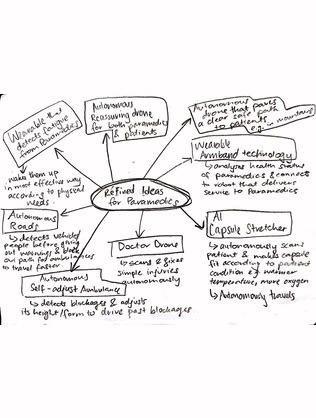 Wearable that
detects fatigue
from Paramedics
↳ wake them up
in most effective way
according to physical
needs.
Autonomous
Reassuring drone
for both paramedics
& patients
Autonomous
drone that paves
a clear safe path
to patients
e.g. in mountains
Wearable
Armband technology
↳ analyses health status
of paramedics & connects
to robot that delivers
service to Paramedics
Refined Ideas
for Paramedics
Autonomous
Roads
↳ detects vehicles/
people before giving
out warnings &
out path for ambulances
to travel faster
Doctor Drone
↳ scans & fixes
simple injuries
autonomously
AI
Capsule Stretcher
↳ autonomously scans
patient & makes capsule
fit according to patient
condition e.g.
temperature, more oxygen
↳ Autonomously travels
Autonomous
Self-adjust Ambulance
↳ detects blockages & adjusts
its height/form to drive past blockages